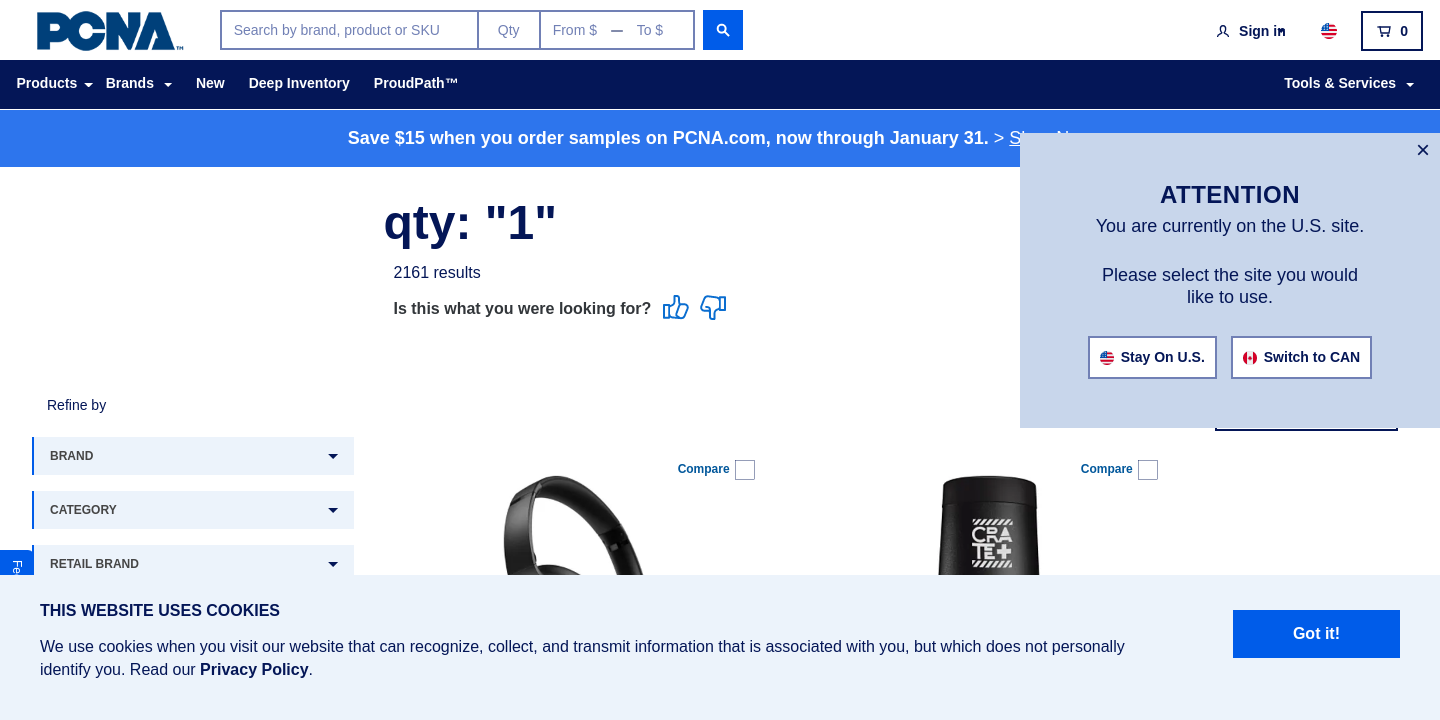 PCNA™
Search by brand, product or SKU
Qty
From $ — To $
Sign in
0
Products
Brands
New
Deep Inventory
ProudPath™
Tools & Services
Save $15 when you order samples on PCNA.com, now through January 31. >
×
ATTENTION
You are currently on the U.S. site.
Please select the site you would
like to use.
Stay On U.S.
Switch to CAN
qty: "1"
2161 results
Is this what you were looking for?
Refine by
BRAND
CATEGORY
RETAIL BRAND
Compare
Compare
CRATE+
THIS WEBSITE USES COOKIES
We use cookies when you visit our website that can recognize, collect, and transmit information that is associated with you, but which does not personally
identify you. Read our Privacy Policy.
Got it!